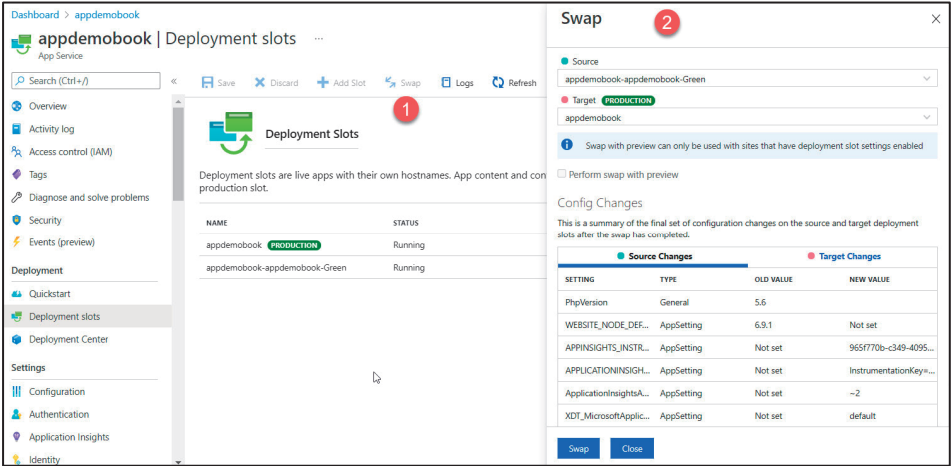 Dashboard > appdemobook
appdemobook | Deployment slots ...
App Service
Search (Ctrl+/)
«
Overview
Activity log
Access control (IAM)
Tags
Diagnose and solve problems
Security
Events (preview)
Deployment
Quickstart
Deployment slots
Deployment Center
Settings
Configuration
Authentication
Application Insights
Identity
Save Discard Add Slot Swap Logs Refresh
1
Deployment Slots
Deployment slots are live apps with their own hostnames. App content and con
production slot.
NAME STATUS
appdemobook PRODUCTION Running
appdemobook-appdemobook-Green Running
Swap
2
Source
appdemobook-appdemobook-Green
Target PRODUCTION
appdemobook
Swap with preview can only be used with sites that have deployment slot settings enabled
Perform swap with preview
Config Changes
This is a summary of the final set of configuration changes on the source and target deployment
slots after the swap has completed.
Source Changes Target Changes
SETTING TYPE OLD VALUE NEW VALUE
PhpVersion General 5.6
WEBSITE_NODE_DEF... AppSetting 6.9.1 Not set
APPINSIGHTS_INSTR... AppSetting Not set 965f770b-c349-4095...
APPLICATIONINSIGH... AppSetting Not set InstrumentationKey=...
ApplicationInsightsA... AppSetting Not set ~2
XDT_MicrosoftApplic... AppSetting Not set default
Swap Close